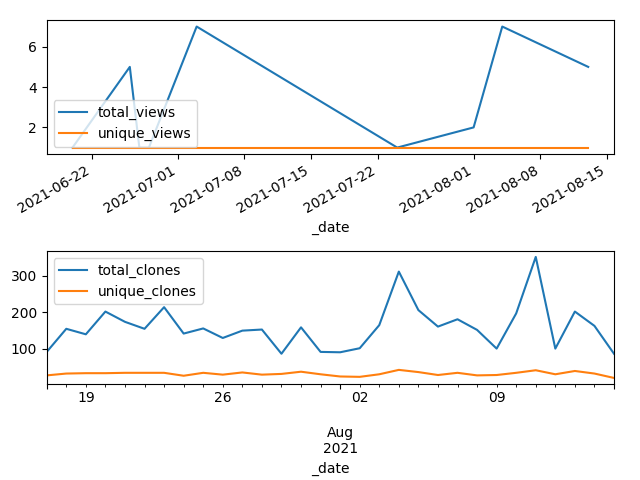 6
4
2
total_views
unique_views
2021-06-22
2021-07-01
2021-07-08
2021-07-15
2021-07-22
2021-08-01
2021-08-08
2021-08-15
_date
300
200
100
total_clones
unique_clones
19
26
02
09
Aug
2021
_date